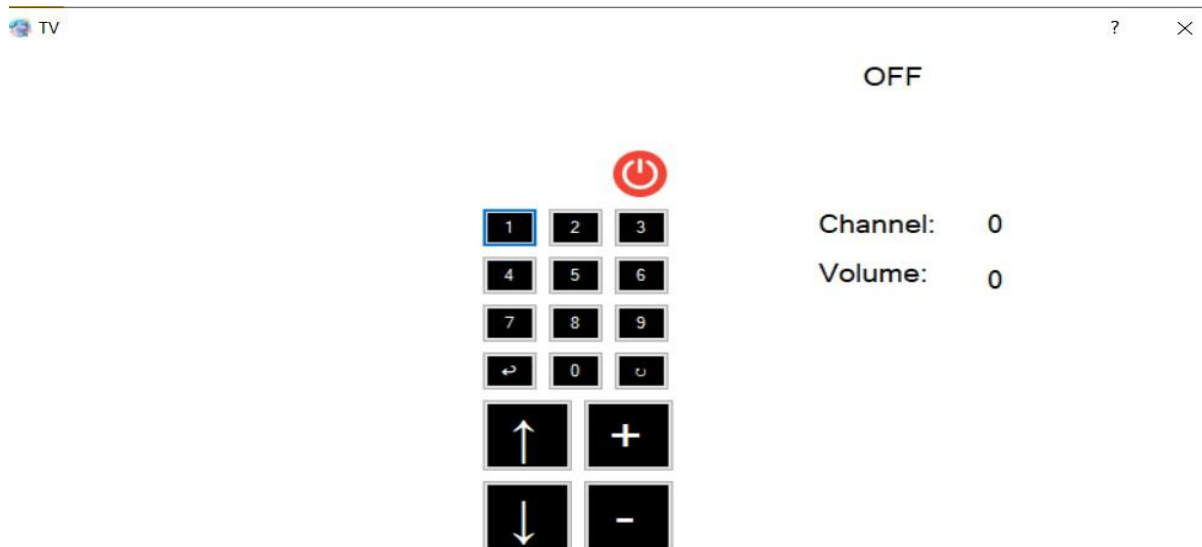 TV ? ×
OFF
1 2 3 Channel: 0
4 5 6 Volume: 0
7 8 9
↩ 0 ↻
↑ +
↓ -